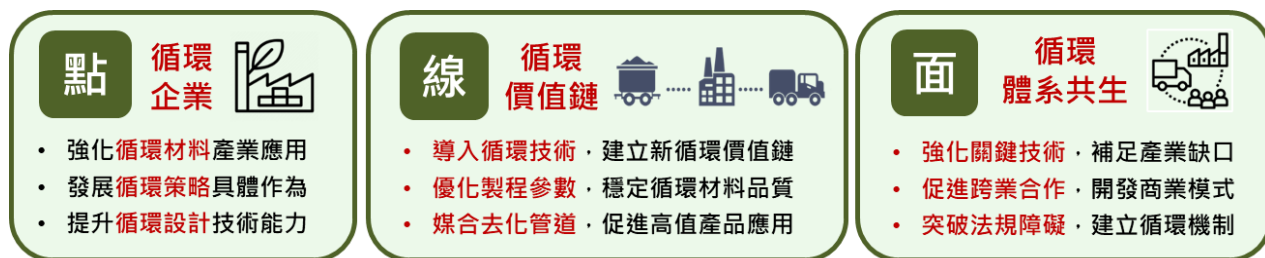 點
循環
企業
• 強化循環材料產業應用
• 發展循環策略具體作為
• 提升循環設計技術能力
線
循環
價值鏈
• 導入循環技術，建立新循環價值鏈
• 優化製程參數，穩定循環材料品質
• 媒合去化管道，促進高值產品應用
面
循環
體系共生
• 強化關鍵技術，補足產業缺口
• 促進跨業合作，開發商業模式
• 突破法規障礙，建立循環機制